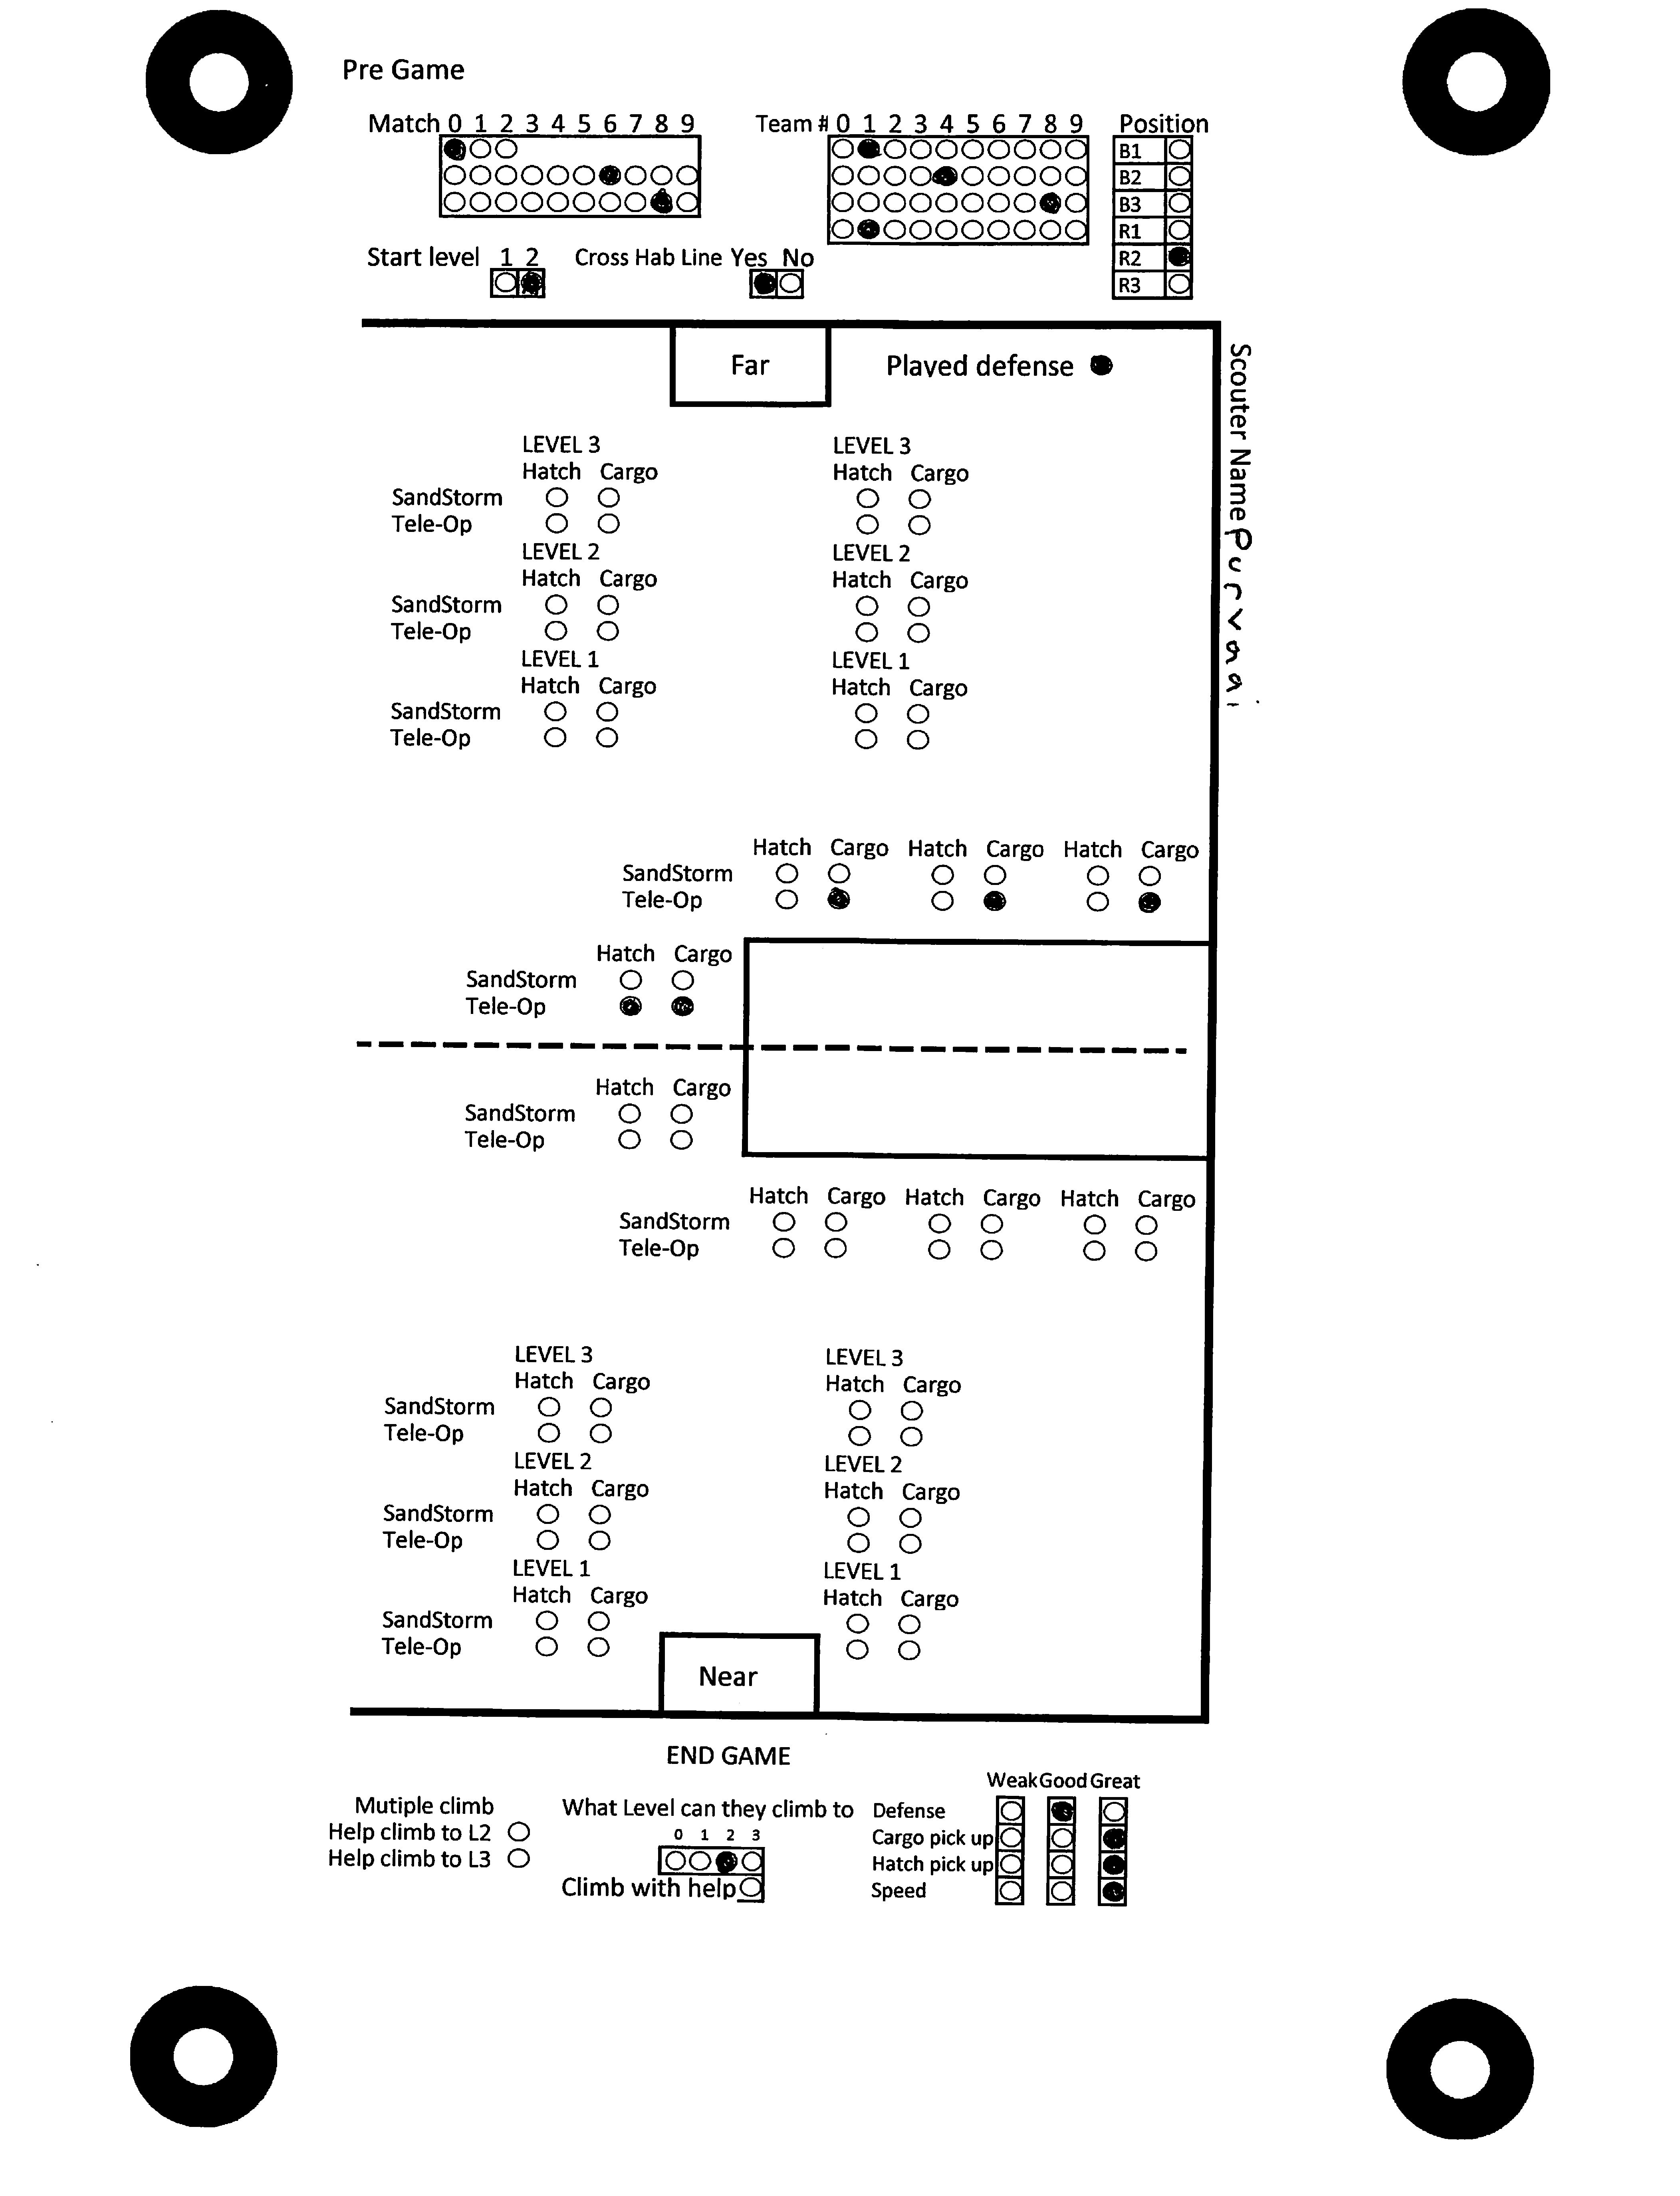 Pre Game
Match 0 1 2 3 4 5 6 7 8 9
Team # 0 1 2 3 4 5 6 7 8 9
Position
B1
B2
B3
R1
R2
R3
Start level 1 2
Cross Hab Line Yes No
Far
Played defense
Scouter Name Purvaa
LEVEL 3 LEVEL 3
Hatch Cargo Hatch Cargo
SandStorm
Tele-Op
LEVEL 2 LEVEL 2
Hatch Cargo Hatch Cargo
SandStorm
Tele-Op
LEVEL 1 LEVEL 1
Hatch Cargo Hatch Cargo
SandStorm
Tele-Op
Hatch Cargo Hatch Cargo Hatch Cargo
SandStorm
Tele-Op
Hatch Cargo
SandStorm
Tele-Op
Hatch Cargo
SandStorm
Tele-Op
Hatch Cargo Hatch Cargo Hatch Cargo
SandStorm
Tele-Op
LEVEL 3 LEVEL 3
Hatch Cargo Hatch Cargo
SandStorm
Tele-Op
LEVEL 2 LEVEL 2
Hatch Cargo Hatch Cargo
SandStorm
Tele-Op
LEVEL 1 LEVEL 1
Hatch Cargo Hatch Cargo
SandStorm
Tele-Op
Near
END GAME
Mutiple climb
Help climb to L2
Help climb to L3
What Level can they climb to
0 1 2 3
Climb with help
Weak Good Great
Defense
Cargo pick up
Hatch pick up
Speed